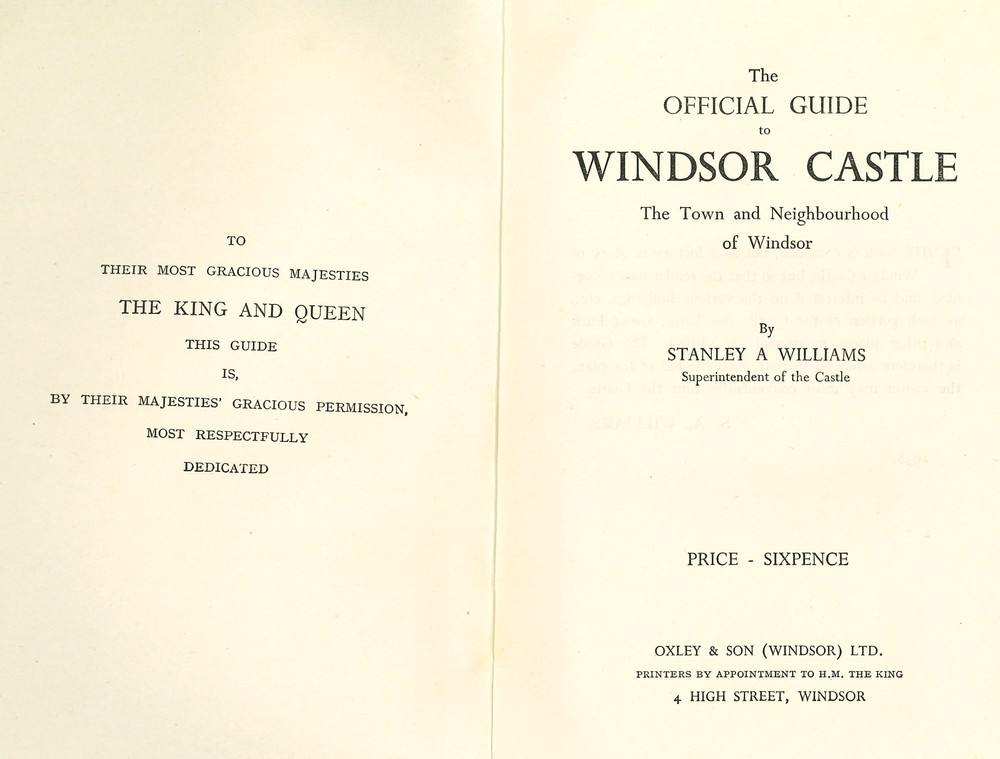 TO
THEIR MOST GRACIOUS MAJESTIES
THE KING AND QUEEN
THIS GUIDE
IS,
BY THEIR MAJESTIES' GRACIOUS PERMISSION,
MOST RESPECTFULLY
DEDICATED
The
OFFICIAL GUIDE
to
WINDSOR CASTLE
The Town and Neighbourhood
of Windsor
By
STANLEY A WILLIAMS
Superintendent of the Castle
PRICE - SIXPENCE
OXLEY & SON (WINDSOR) LTD.
PRINTERS BY APPOINTMENT TO H.M. THE KING
4 HIGH STREET, WINDSOR